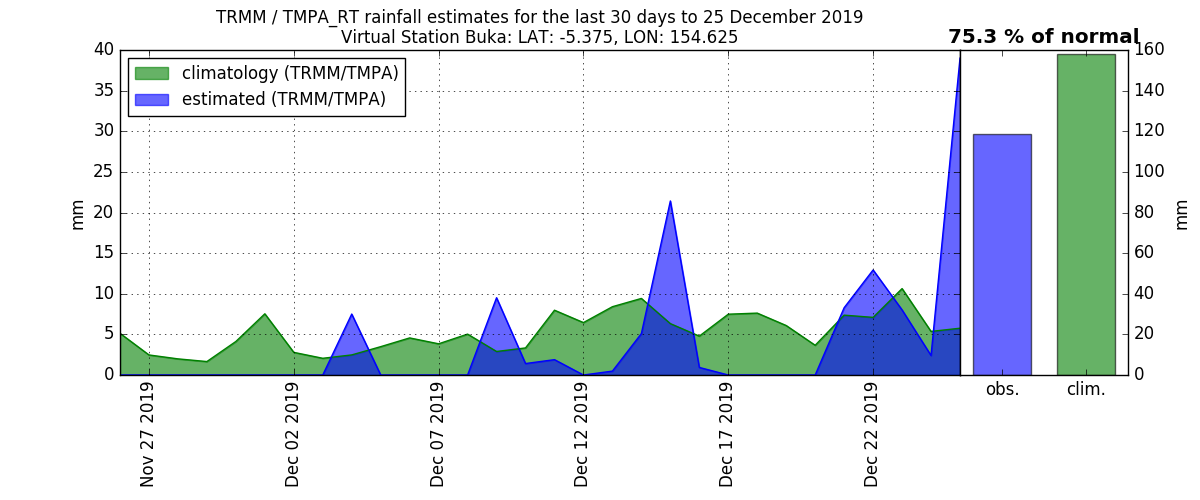 TRMM / TMPA_RT rainfall estimates for the last 30 days to 25 December 2019
Virtual Station Buka: LAT: -5.375, LON: 154.625
75.3 % of normal
climatology (TRMM/TMPA)
estimated (TRMM/TMPA)
40
35
30
25
20
15
10
5
0
mm
Nov 27 2019
Dec 02 2019
Dec 07 2019
Dec 12 2019
Dec 17 2019
Dec 22 2019
obs.
clim.
160
140
120
100
80
60
40
20
0
mm